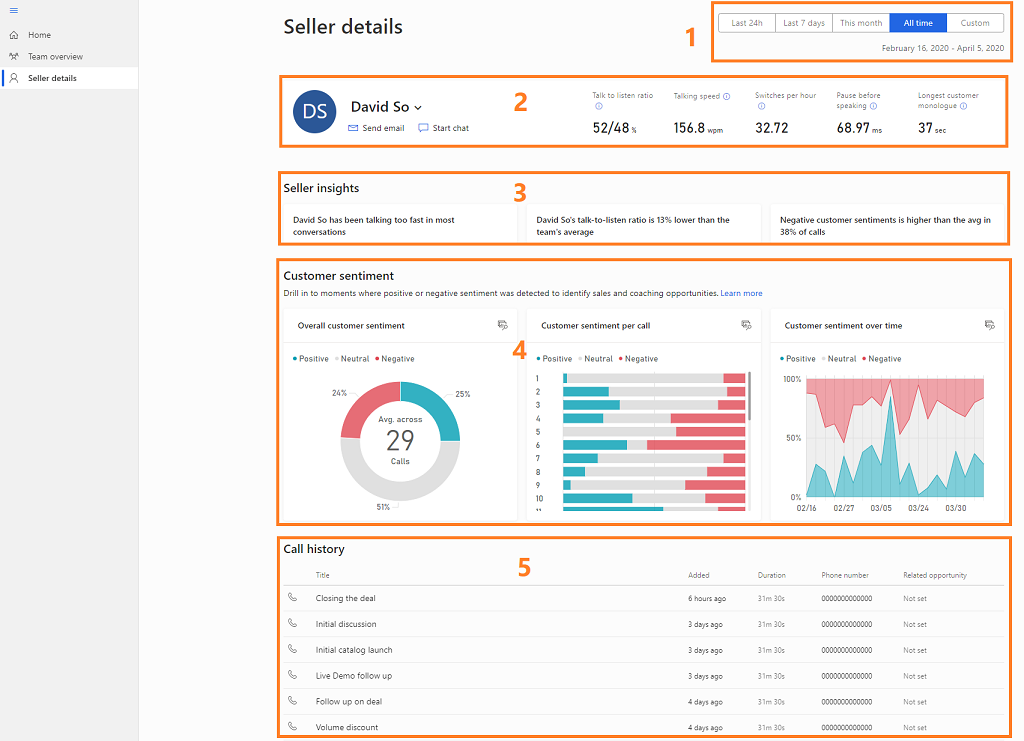 Home
Team overview
Seller details
Seller details
1
Last 24h Last 7 days This month All time Custom
February 16, 2020 - April 5, 2020
2
DS
David So
Send email Start chat
Talk to listen ratio
52/48 %
Talking speed
156.8 wpm
Switches per hour
32.72
Pause before
speaking
68.97 ms
Longest customer
monologue
37 sec
3
Seller insights
David So has been talking too fast in most
conversations
David So's talk-to-listen ratio is 13% lower than the
team's average
Negative customer sentiments is higher than the avg in
38% of calls
4
Customer sentiment
Drill in to moments where positive or negative sentiment was detected to identify sales and coaching opportunities. Learn more
Overall customer sentiment
Positive Neutral Negative
24% 25%
Avg. across
29
Calls
51%
Customer sentiment per call
Positive Neutral Negative
1
2
3
4
5
6
7
8
9
10
11
Customer sentiment over time
Positive Neutral Negative
100%
50%
0%
02/16 02/27 03/05 03/24 03/30
5
Call history
Title Added Duration Phone number Related opportunity
Closing the deal 6 hours ago 31m 30s 0000000000000 Not set
Initial discussion 3 days ago 31m 30s 0000000000000 Not set
Initial catalog launch 3 days ago 31m 30s 0000000000000 Not set
Live Demo follow up 3 days ago 31m 30s 0000000000000 Not set
Follow up on deal 4 days ago 31m 30s 0000000000000 Not set
Volume discount 4 days ago 31m 30s 0000000000000 Not set